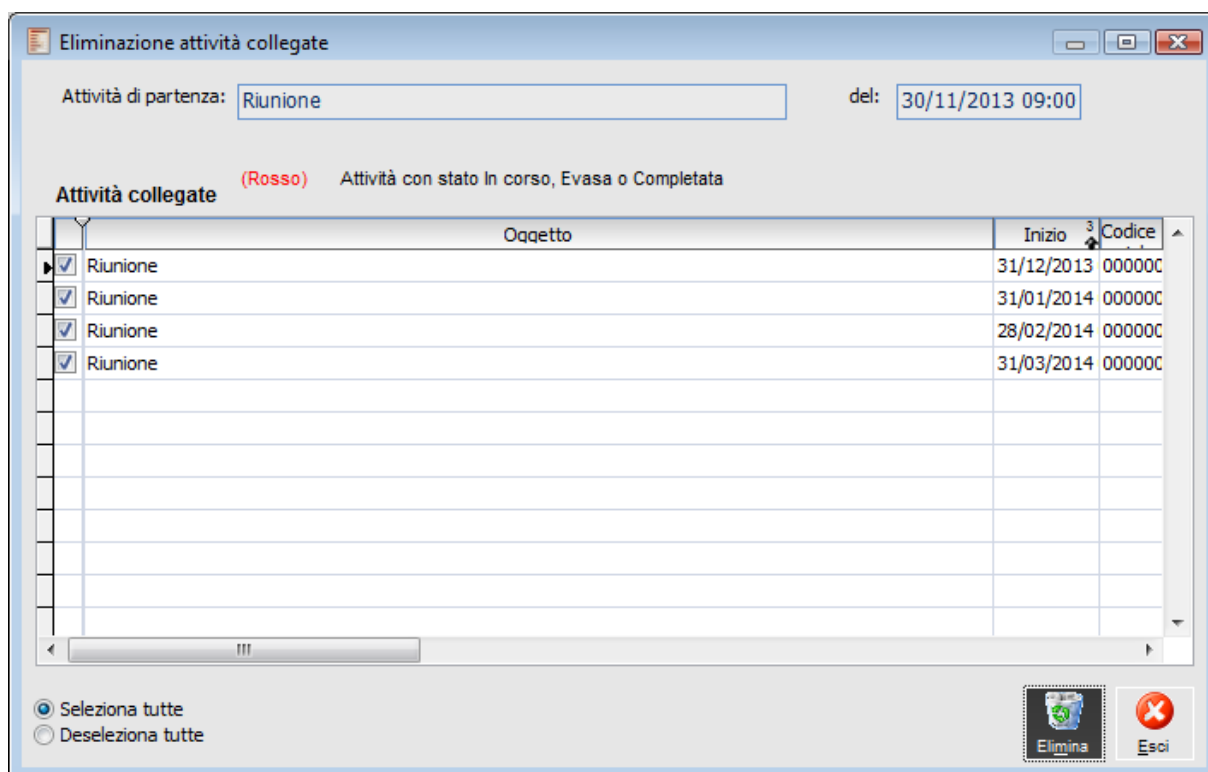 Eliminazione attività collegate
Attività di partenza: Riunione del: 30/11/2013 09:00
(Rosso) Attività con stato In corso, Evasa o Completata
Attività collegate
Oggetto Inizio 3 Codice
Riunione 31/12/2013 000000
Riunione 31/01/2014 000000
Riunione 28/02/2014 000000
Riunione 31/03/2014 000000
Seleziona tutte
Deseleziona tutte
Elimina Esci